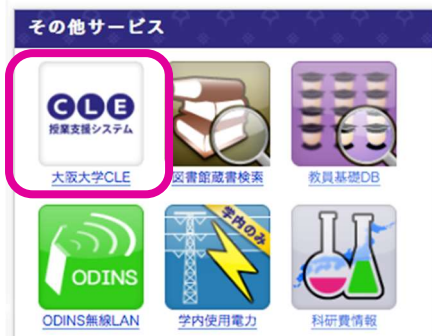 その他サービス
CLE
授業支援システム
大阪大学CLE
図書館蔵書検索
教員基礎DB
ODINS
学内のみ
ODINS無線LAN
学内使用電力
科研費情報